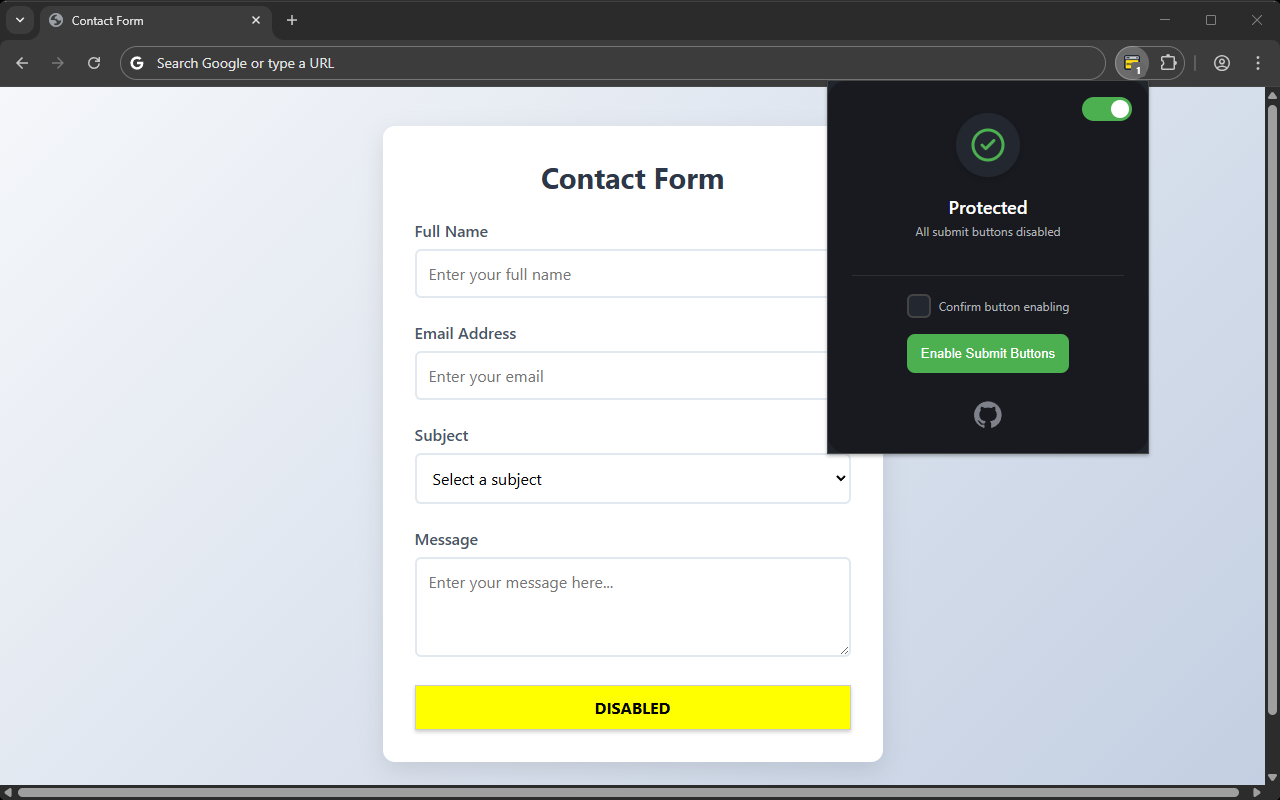 Contact Form
Search Google or type a URL
1
Contact Form
Full Name
Enter your full name
Email Address
Enter your email
Subject
Select a subject
Message
Enter your message here...
DISABLED
Protected
All submit buttons disabled
Confirm button enabling
Enable Submit Buttons